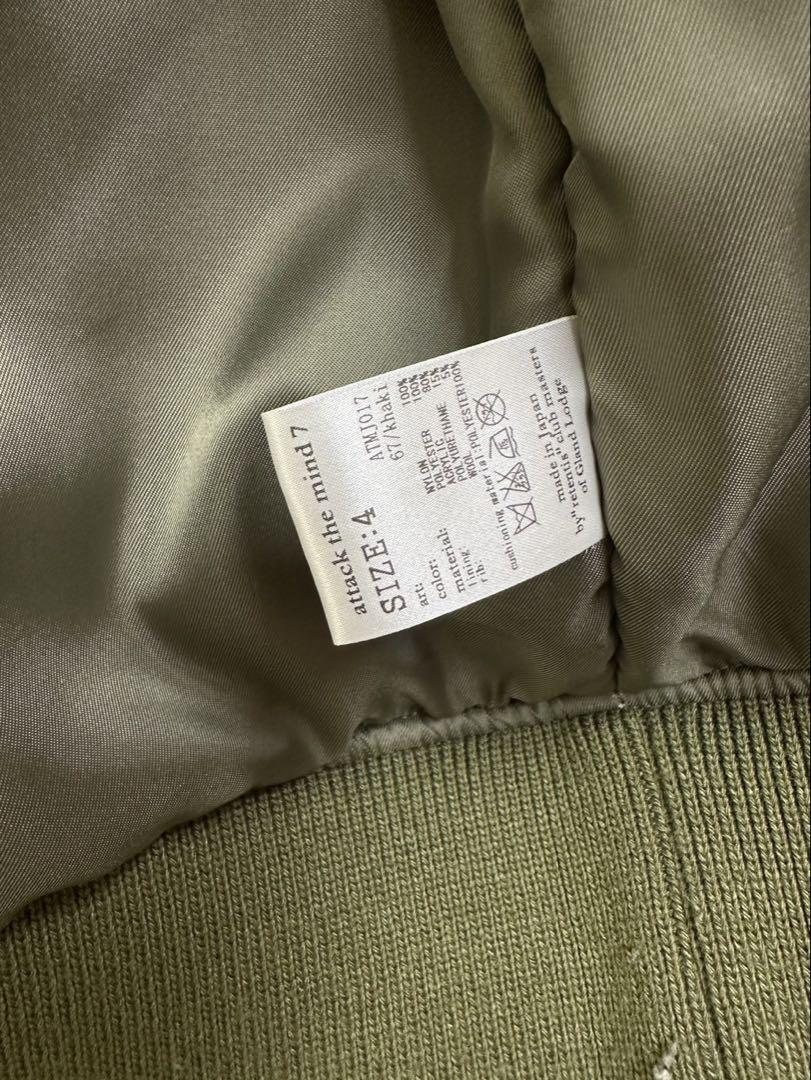 attack the mind 7
SIZE:4
art: ATMJ017
color: 67/khaki
material: NYLON 100%
lining: POLYESTER 100%
rib: ACRYLIC 80%
POLYURETHANE 15%
WOOL 5%
cushioning material: POLYESTER100%
made in Japan
by"retentis"club masters
of Gland Lodge